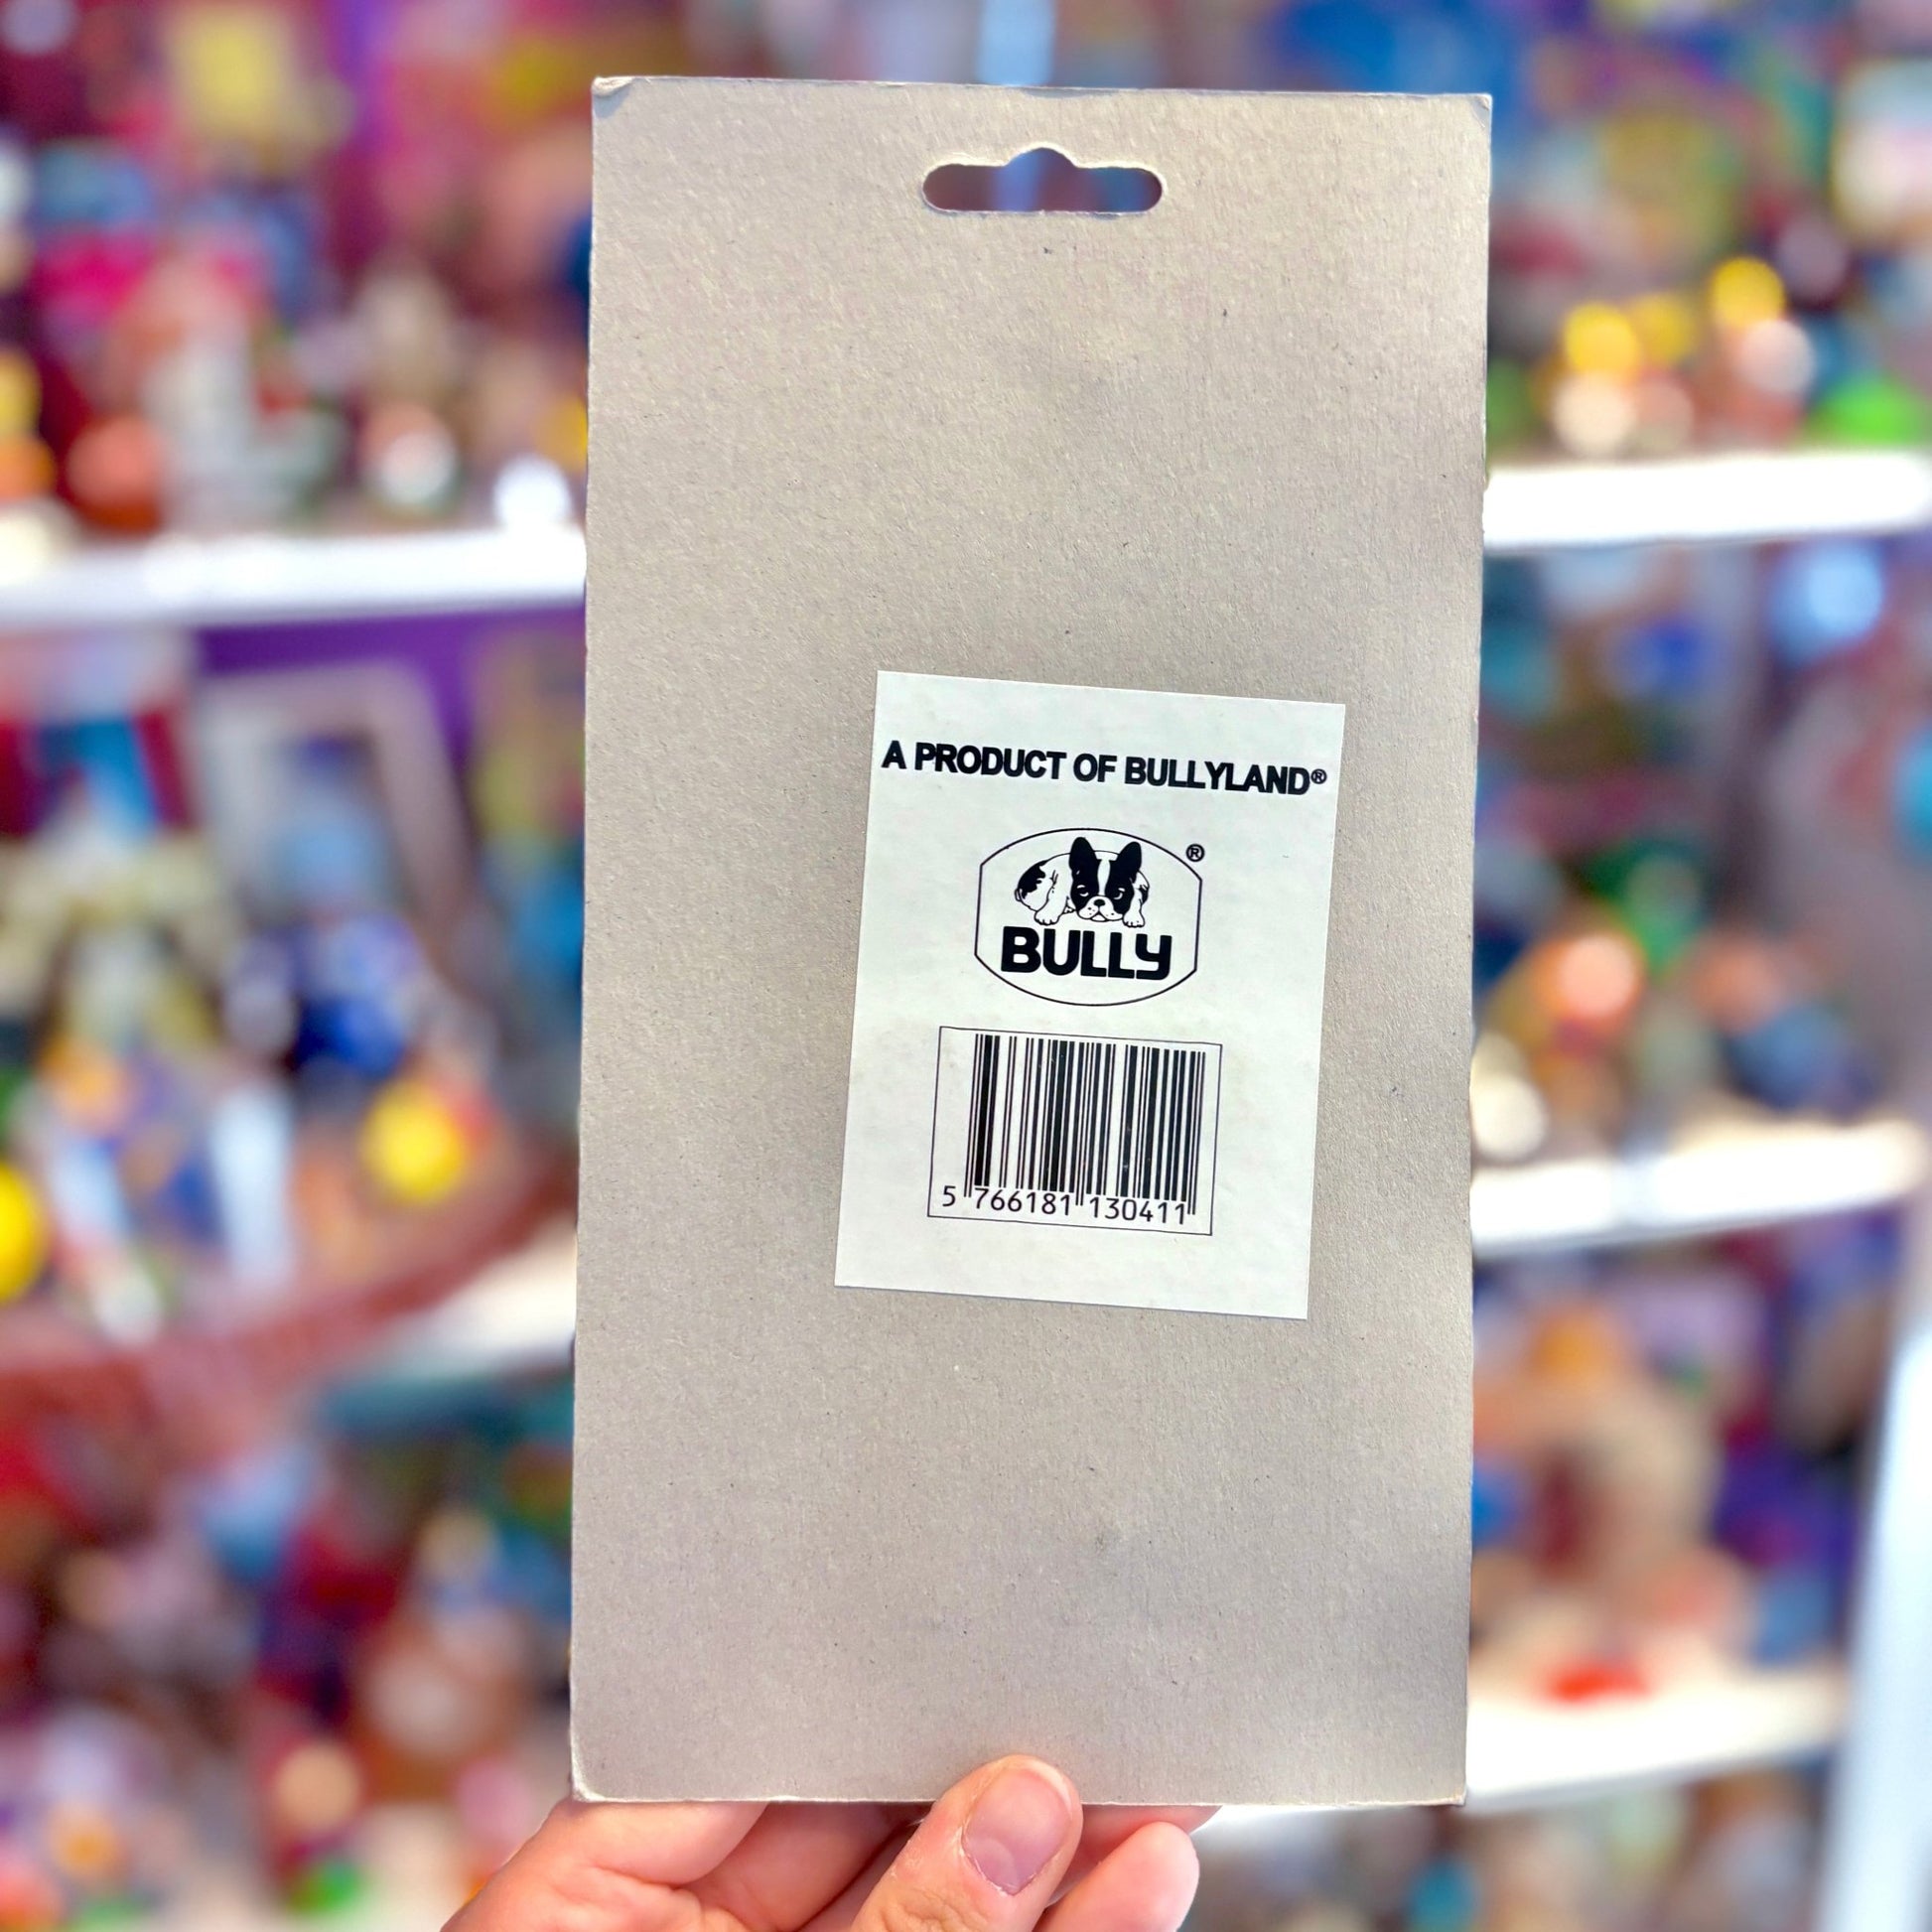 A PRODUCT OF BULLYLAND®
®
BULLY
5 766181 130411